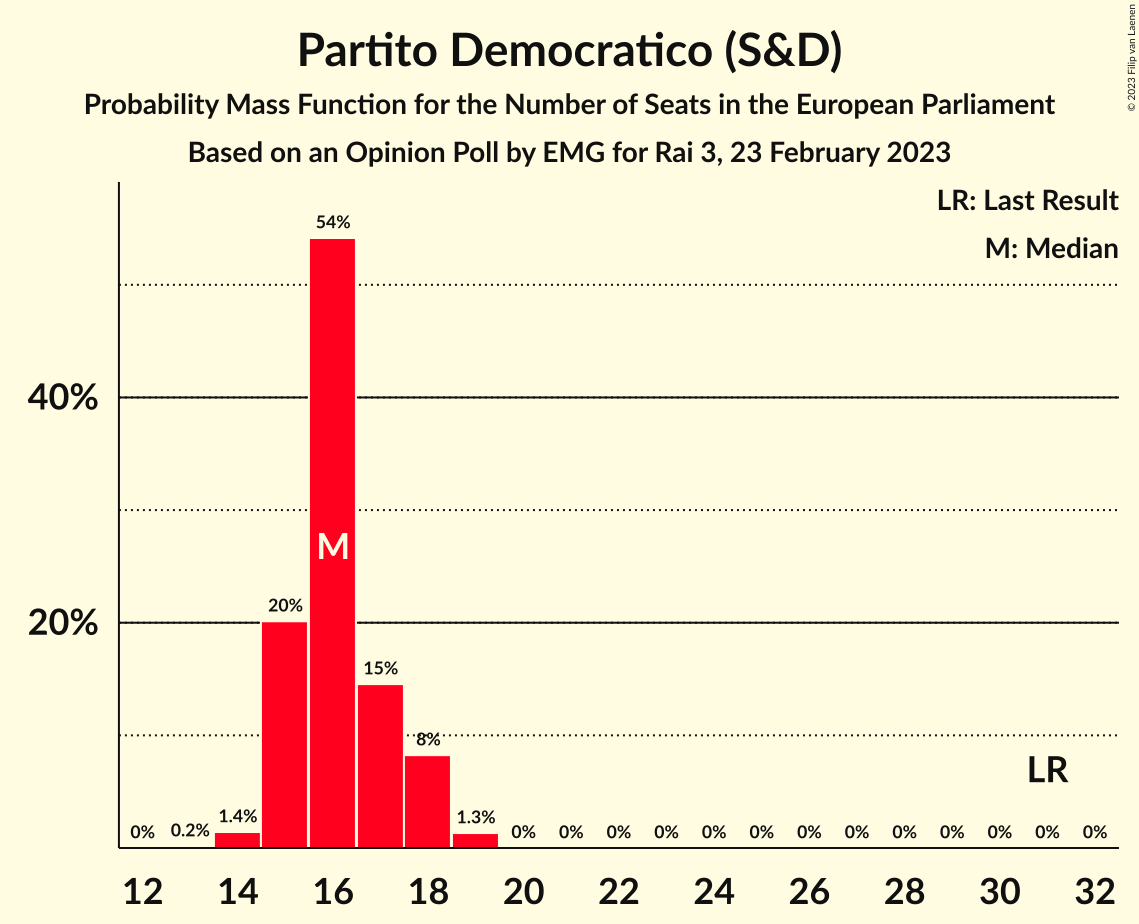 Partito Democratico (S&D)
Probability Mass Function for the Number of Seats in the European Parliament
Based on an Opinion Poll by EMG for Rai 3, 23 February 2023
© 2023 Filip van Laenen
LR: Last Result
M: Median
40%
20%
0% 0.2% 1.4% 20% 54% 15% 8% 1.3% 0% 0% 0% 0% 0% 0% 0% 0% 0% 0% 0% 0% 0%
M
LR
12 14 16 18 20 22 24 26 28 30 32